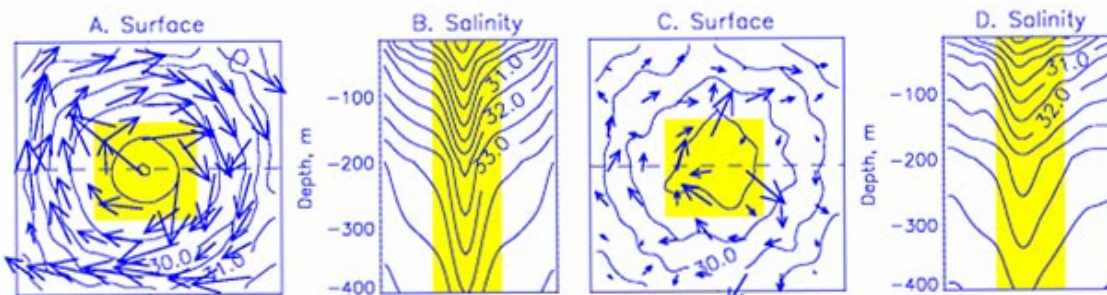 A. Surface
30.0
31.0
B. Salinity
Depth, m
-100
-200
-300
-400
31.0
32.0
33.0
C. Surface
30.0
D. Salinity
Depth, m
-100
-200
-300
-400
31.0
32.0